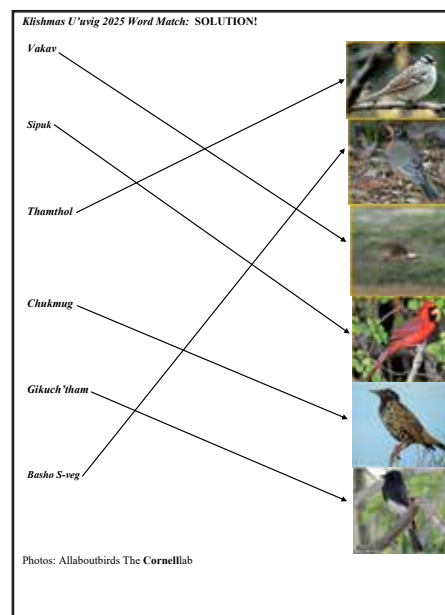 Klishmas U’uvig 2025 Word Match: SOLUTION!
Vakav
Sipuk
Thamthol
Chukmug
Gikuch’tham
Basho S-veg
Photos: Allaboutbirds The Cornelllab